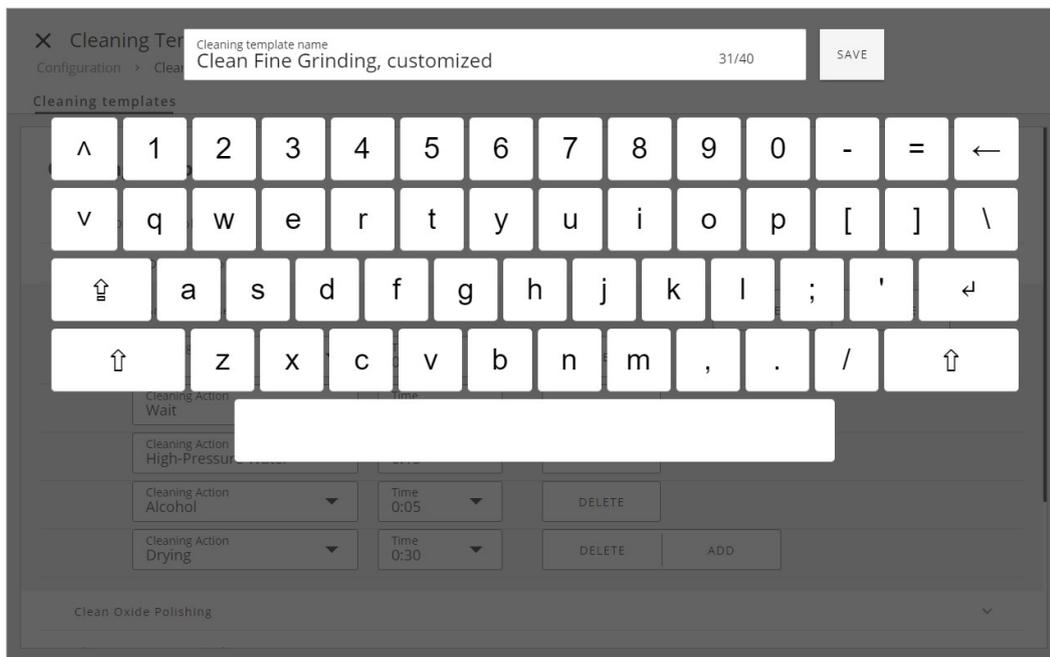 Cleaning Ter
Cleaning template name
Clean Fine Grinding, customized
31/40
SAVE
Configuration > Clear
Cleaning templates
^ 1 2 3 4 5 6 7 8 9 0 - = ←
v q w e r t y u i o p [ ] \
⇪ a s d f g h j k l ; ' ↵
⇧ z x c v b n m , . / ⇧
Cleaning Action Time
Wait
Cleaning Action
High-Pressure Water
Cleaning Action Time
Alcohol 0:05 DELETE
Cleaning Action Time
Drying 0:30 DELETE ADD
Clean Oxide Polishing